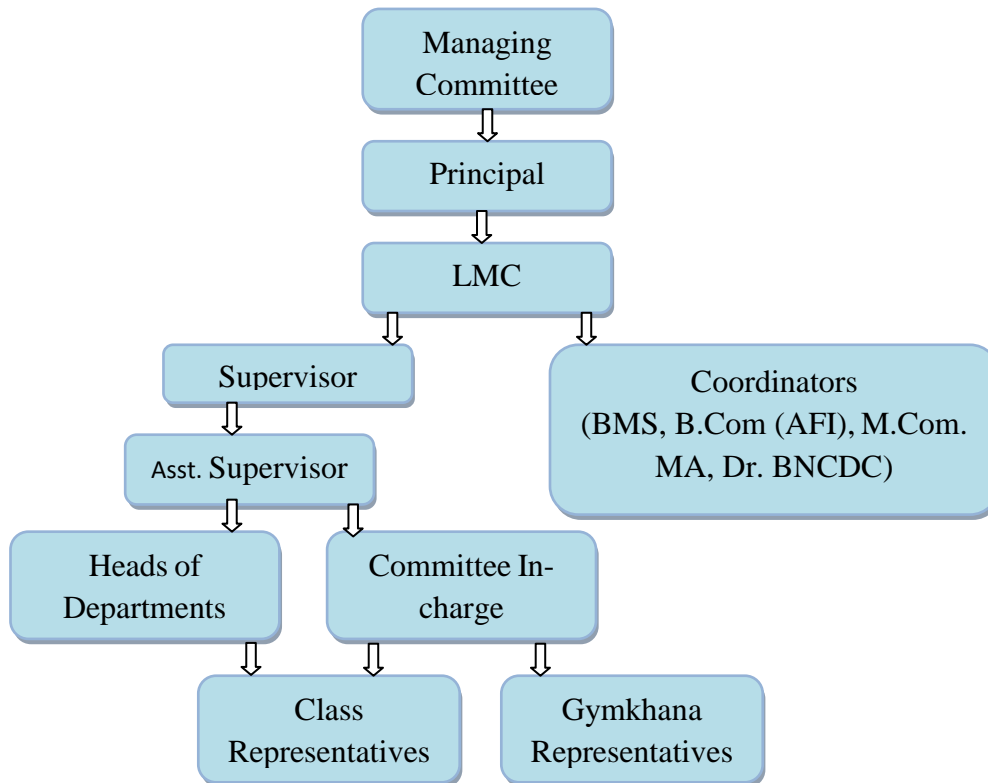 Managing
Committee
Principal
LMC
Supervisor
Coordinators
(BMS, B.Com (AFI), M.Com.
MA, Dr. BNCDC)
Asst. Supervisor
Heads of
Departments
Committee In-
charge
Class
Representatives
Gymkhana
Representatives